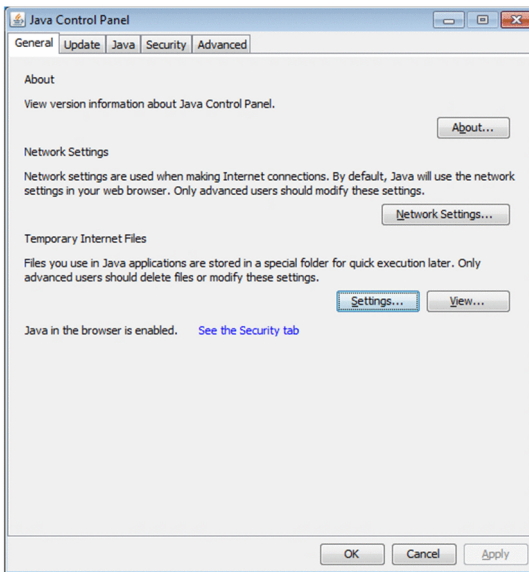 Java Control Panel
General Update Java Security Advanced
About
View version information about Java Control Panel.
About...
Network Settings
Network settings are used when making Internet connections. By default, Java will use the network
settings in your web browser. Only advanced users should modify these settings.
Network Settings...
Temporary Internet Files
Files you use in Java applications are stored in a special folder for quick execution later. Only
advanced users should delete files or modify these settings.
Settings... View...
Java in the browser is enabled. See the Security tab
OK Cancel Apply